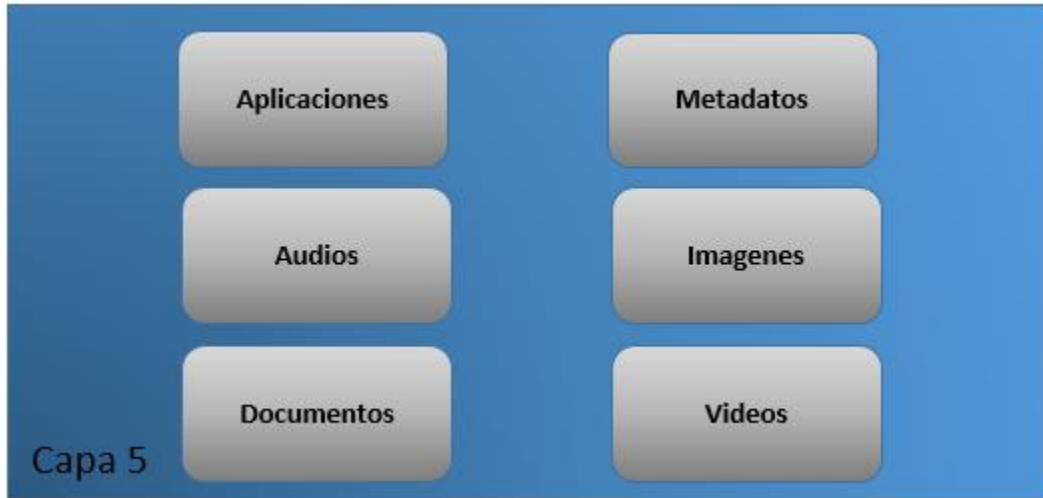 Aplicaciones
Metadatos
Audios
Imagenes
Documentos
Videos
Capa 5